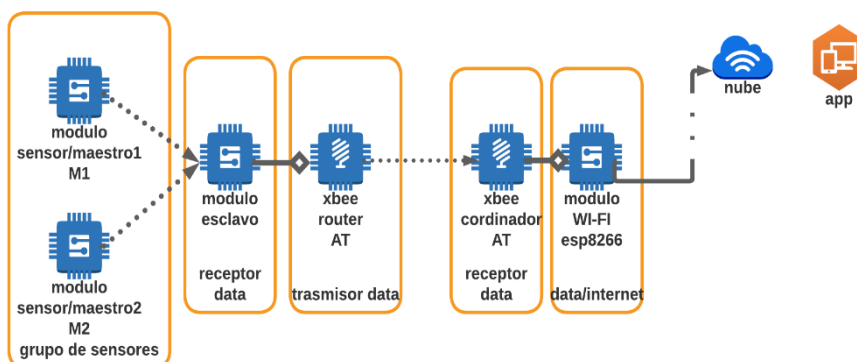 modulo
sensor/maestro1
M1
modulo
sensor/maestro2
M2
grupo de sensores
modulo
esclavo
receptor
data
xbee
router
AT
trasmisor data
xbee
cordinador
AT
receptor
data
modulo
WI-FI
esp8266
data/internet
nube
app